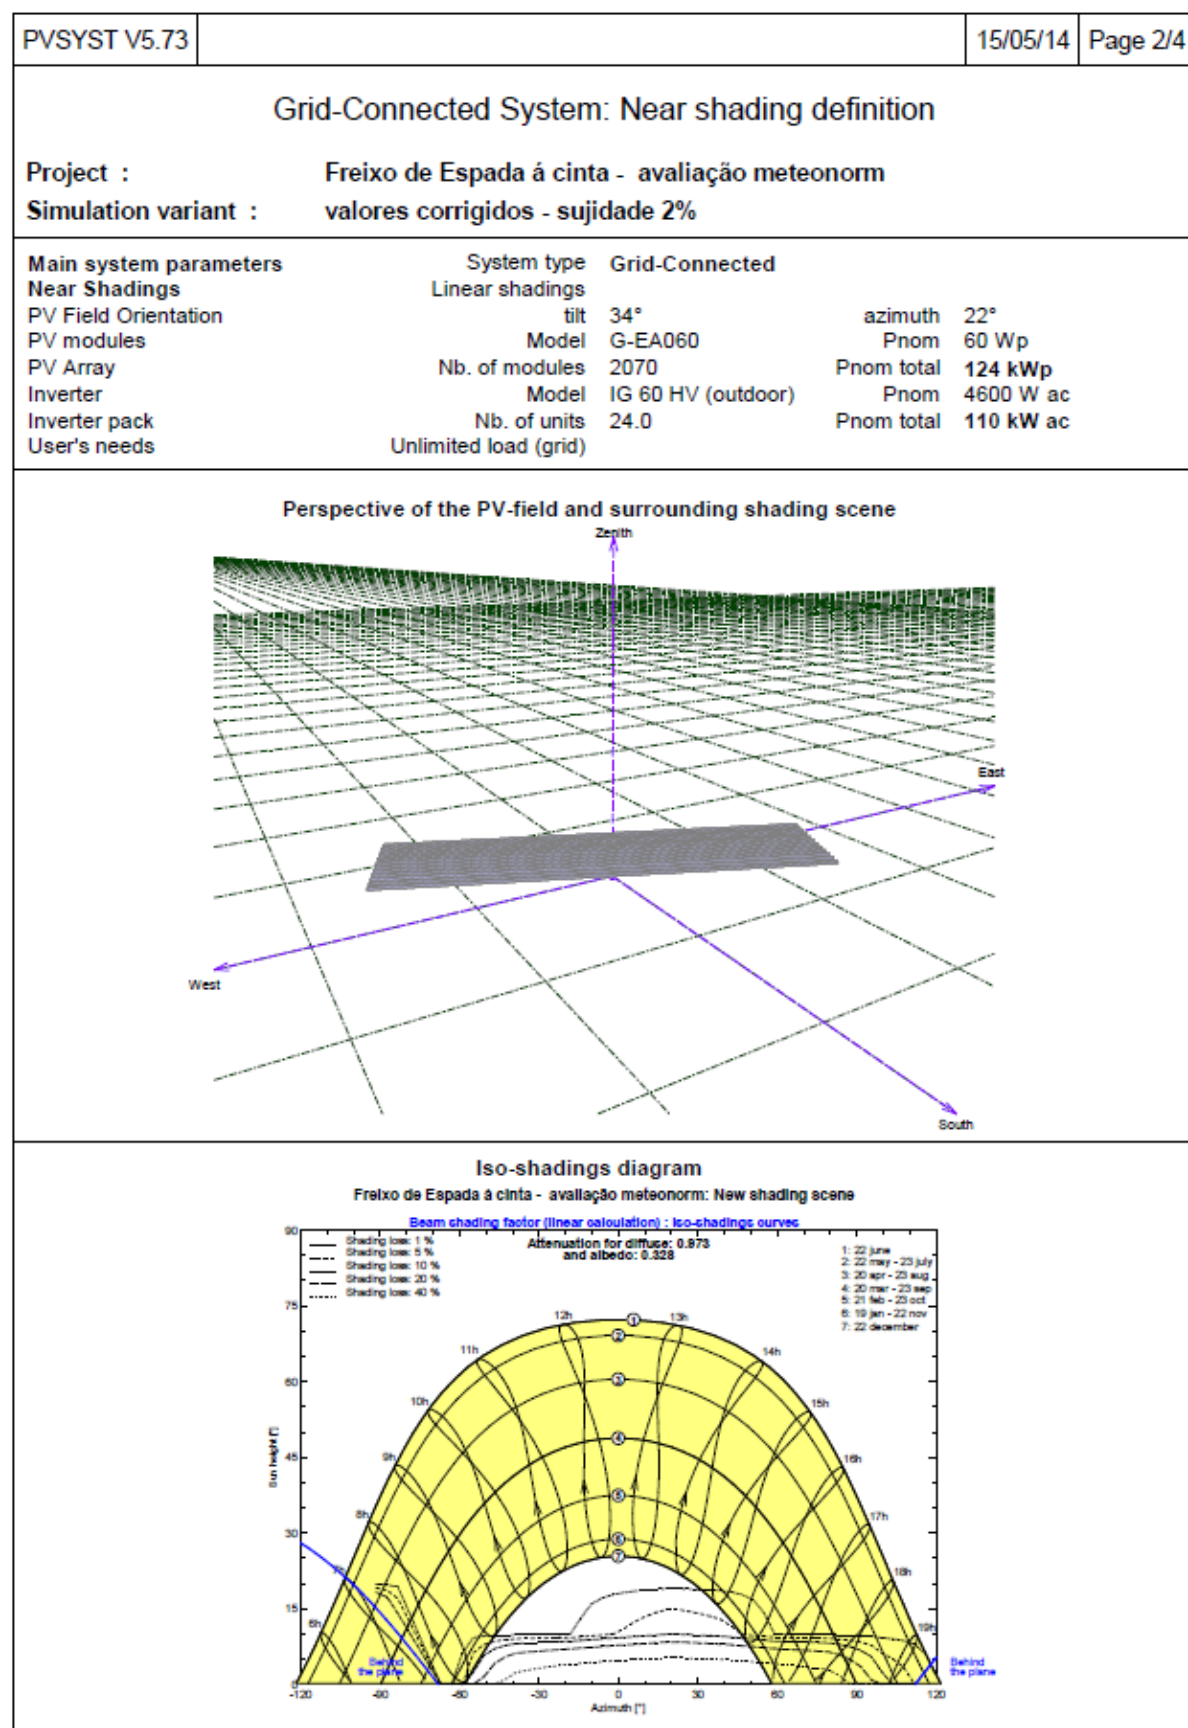 PVSYST V5.73 15/05/14 Page 2/4
Grid-Connected System: Near shading definition
Project : Freixo de Espada á cinta - avaliação meteonorm
Simulation variant : valores corrigidos - sujidade 2%
Main system parameters System type Grid-Connected
Near Shadings Linear shadings
PV Field Orientation tilt 34° azimuth 22°
PV modules Model G-EA060 Pnom 60 Wp
PV Array Nb. of modules 2070 Pnom total 124 kWp
Inverter Model IG 60 HV (outdoor) Pnom 4600 W ac
Inverter pack Nb. of units 24.0 Pnom total 110 kW ac
User's needs Unlimited load (grid)
Perspective of the PV-field and surrounding shading scene
Zenith
East
West
South
Iso-shadings diagram
Freixo de Espada á cinta - avaliação meteonorm: New shading scene
Beam shading factor (linear calculation) : Iso-shadings curves
Shading loss: 1 %
Shading loss: 5 %
Shading loss: 10 %
Shading loss: 20 %
Shading loss: 40 %
Attenuation for diffuse: 0.973
and albedo: 0.328
1: 22 june
2: 22 may - 23 july
3: 20 apr - 23 aug
4: 20 mar - 23 sep
5: 21 feb - 23 oct
6: 19 jan - 22 nov
7: 22 december
90
75
60
45
30
15
0
Sun height [°]
6h
7h
8h
9h
10h
11h
12h
13h
14h
15h
16h
17h
18h
19h
1
2
3
4
5
6
7
Behind
the plane
Behind
the plane
-120 -90 -60 -30 0 30 60 90 120
Azimuth [°]